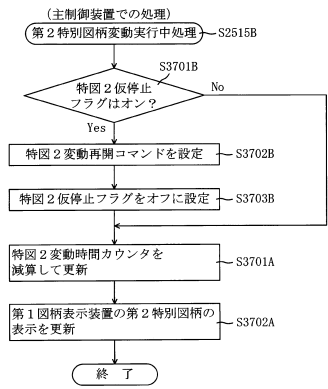 (主制御装置での処理)
第2特別図柄変動実行中処理
S2515B
S3701B
特図2仮停止
フラグはオン?
No
Yes
特図2変動再開コマンドを設定
S3702B
特図2仮停止フラグをオフに設定
S3703B
特図2変動時間カウンタを
減算して更新
S3701A
第1図柄表示装置の第2特別図柄の
表示を更新
S3702A
終 了